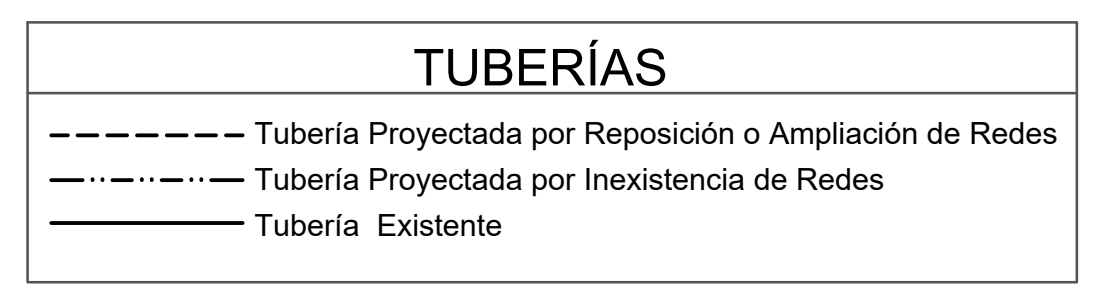 TUBERÍAS
Tubería Proyectada por Reposición o Ampliación de Redes
Tubería Proyectada por Inexistencia de Redes
Tubería  Existente